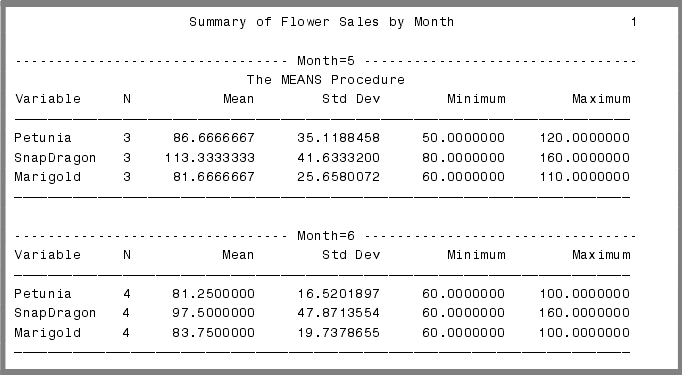 Summary of Flower Sales by Month 1
-------------------------------- Month=5 --------------------------------
The MEANS Procedure
Variable N Mean Std Dev Minimum Maximum
Petunia 3 86.6666667 35.1188458 50.0000000 120.0000000
SnapDragon 3 113.3333333 41.6333200 80.0000000 160.0000000
Marigold 3 81.6666667 25.6580072 60.0000000 110.0000000
-------------------------------- Month=6 --------------------------------
Variable N Mean Std Dev Minimum Maximum
Petunia 4 81.2500000 16.5201897 60.0000000 100.0000000
SnapDragon 4 97.5000000 47.8713554 60.0000000 160.0000000
Marigold 4 83.7500000 19.7378655 60.0000000 100.0000000